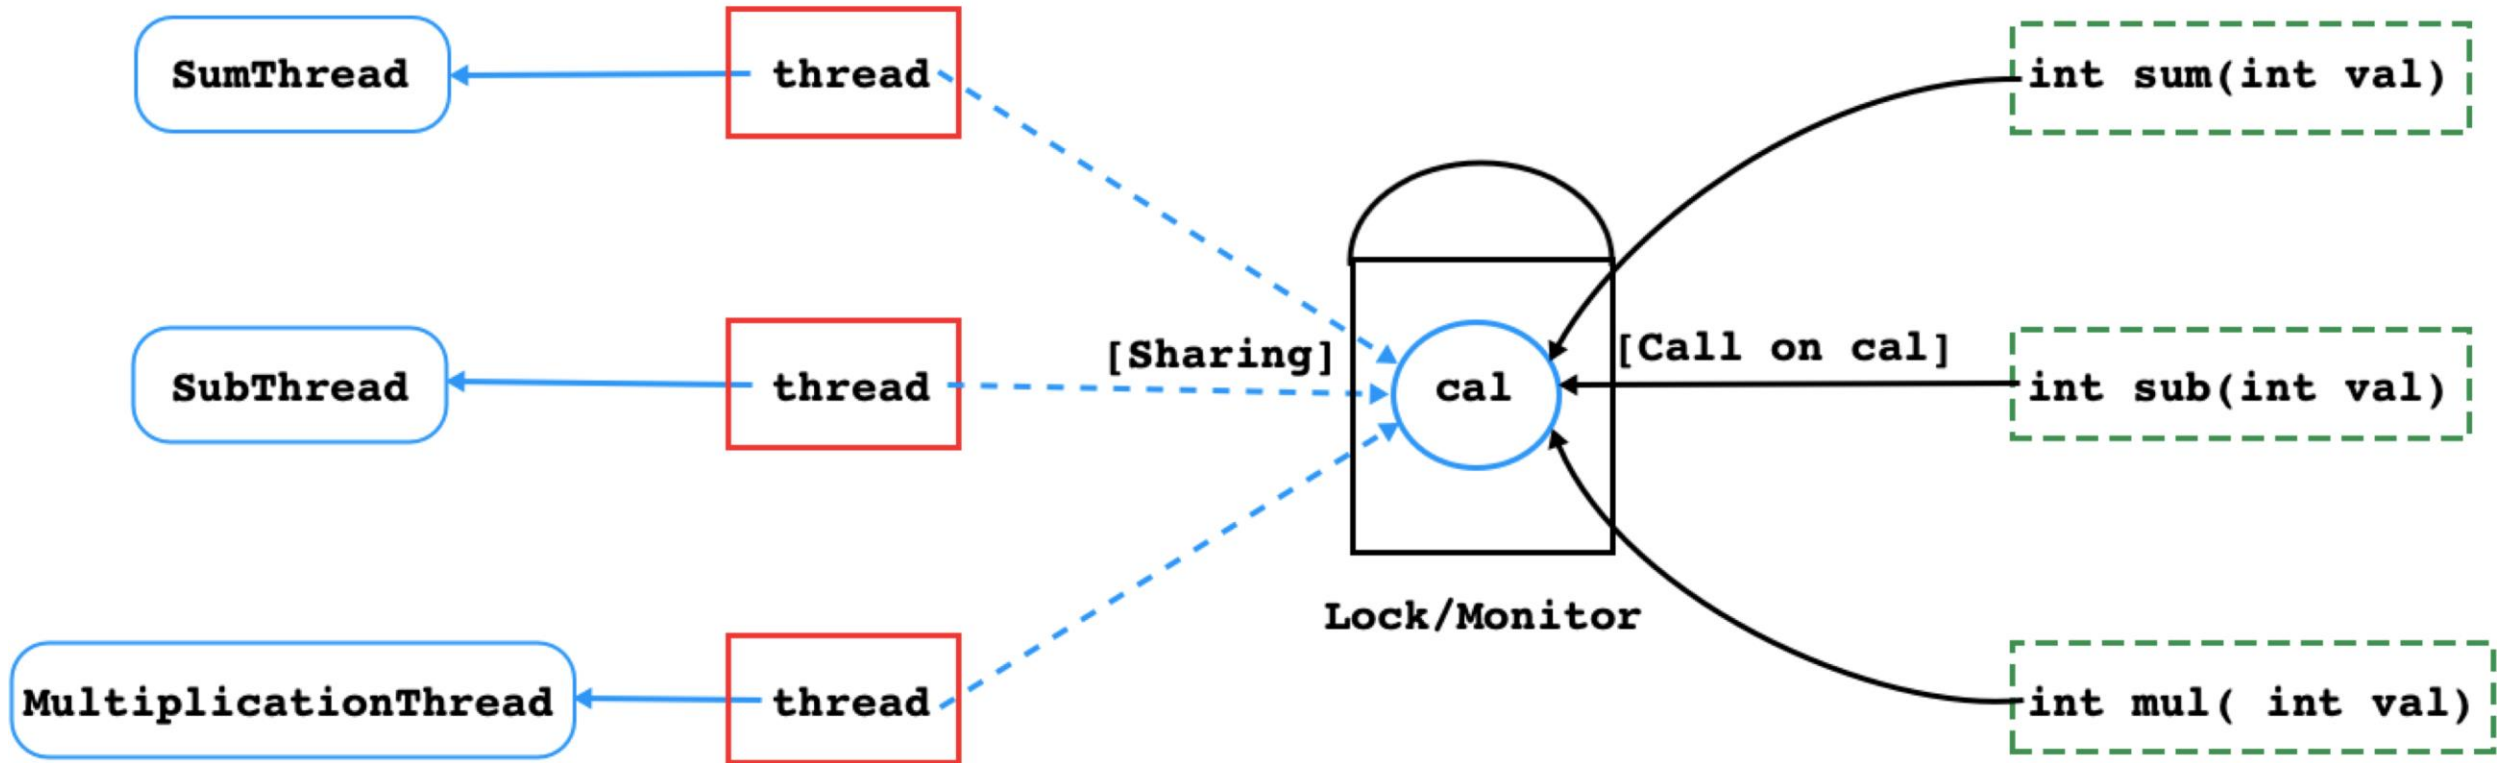 SumThread
thread
int sum(int val)
[Sharing]
[Call on cal]
SubThread
thread
cal
int sub(int val)
Lock/Monitor
MultiplicationThread
thread
int mul( int val)